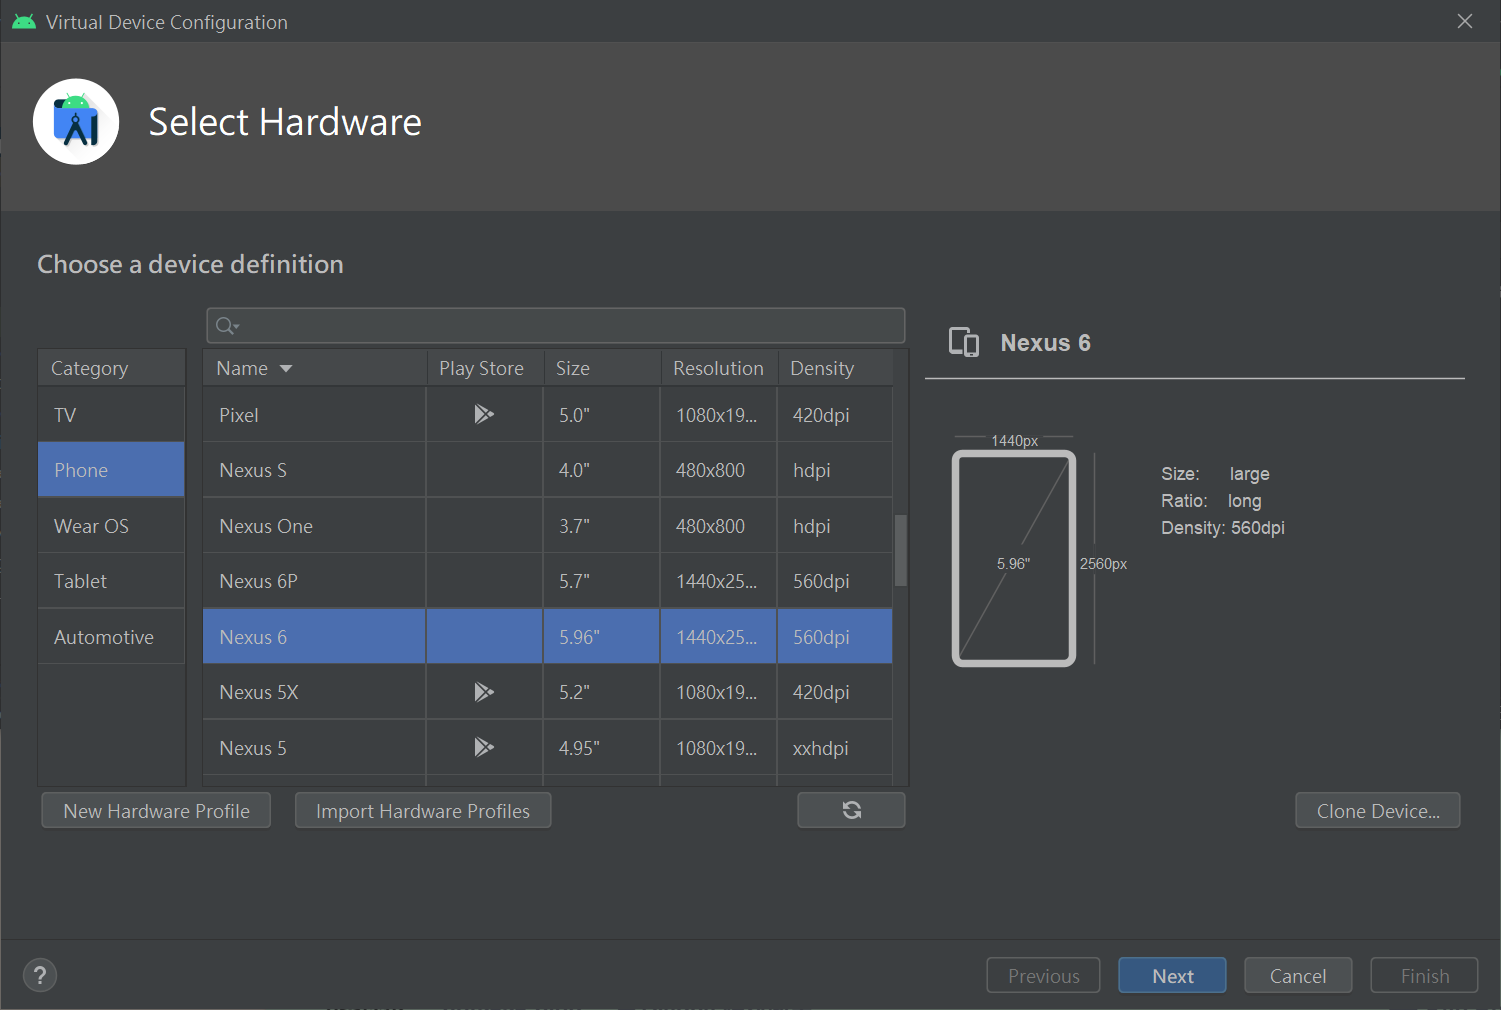 Virtual Device Configuration
Select Hardware
Choose a device definition
Category
TV
Phone
Wear OS
Tablet
Automotive
Name Play Store Size Resolution Density
Pixel 5.0" 1080x19... 420dpi
Nexus S 4.0" 480x800 hdpi
Nexus One 3.7" 480x800 hdpi
Nexus 6P 5.7" 1440x25... 560dpi
Nexus 6 5.96" 1440x25... 560dpi
Nexus 5X 5.2" 1080x19... 420dpi
Nexus 5 4.95" 1080x19... xxhdpi
Nexus 6
1440px
5.96"
2560px
Size: large
Ratio: long
Density: 560dpi
New Hardware Profile Import Hardware Profiles Clone Device...
? Previous Next Cancel Finish